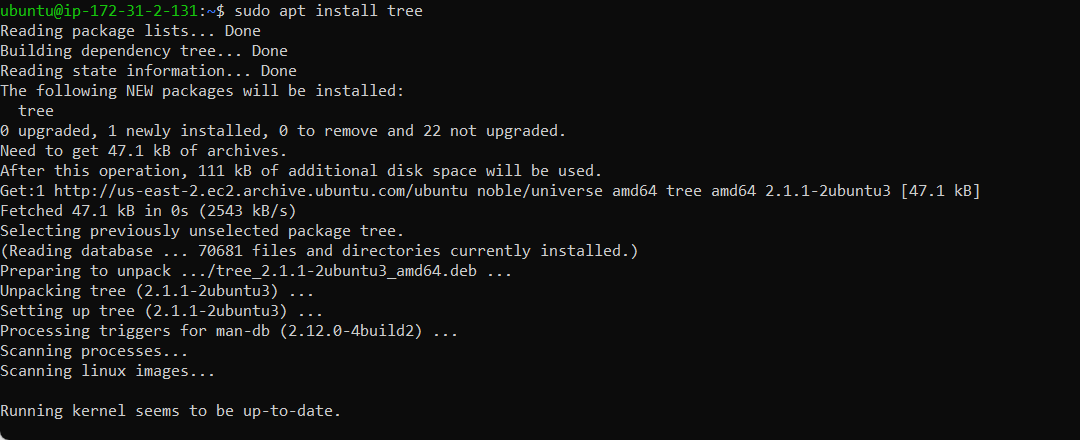 ubuntu@ip-172-31-2-131:~$ sudo apt install tree
Reading package lists... Done
Building dependency tree... Done
Reading state information... Done
The following NEW packages will be installed:
  tree
0 upgraded, 1 newly installed, 0 to remove and 22 not upgraded.
Need to get 47.1 kB of archives.
After this operation, 111 kB of additional disk space will be used.
Get:1 http://us-east-2.ec2.archive.ubuntu.com/ubuntu noble/universe amd64 tree amd64 2.1.1-2ubuntu3 [47.1 kB]
Fetched 47.1 kB in 0s (2543 kB/s)
Selecting previously unselected package tree.
(Reading database ... 70681 files and directories currently installed.)
Preparing to unpack .../tree_2.1.1-2ubuntu3_amd64.deb ...
Unpacking tree (2.1.1-2ubuntu3) ...
Setting up tree (2.1.1-2ubuntu3) ...
Processing triggers for man-db (2.12.0-4build2) ...
Scanning processes...
Scanning linux images...

Running kernel seems to be up-to-date.